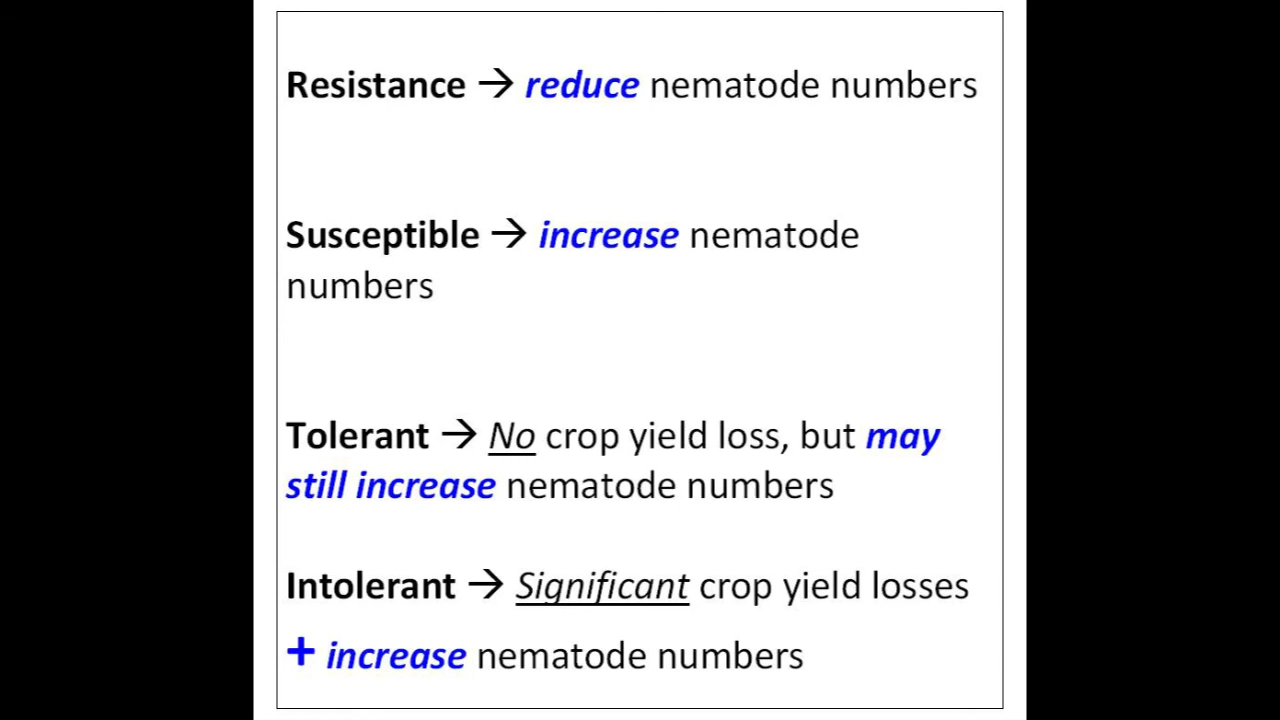 Resistance → reduce nematode numbers
Susceptible → increase nematode
numbers
Tolerant → No crop yield loss, but may
still increase nematode numbers
Intolerant → Significant crop yield losses
+ increase nematode numbers